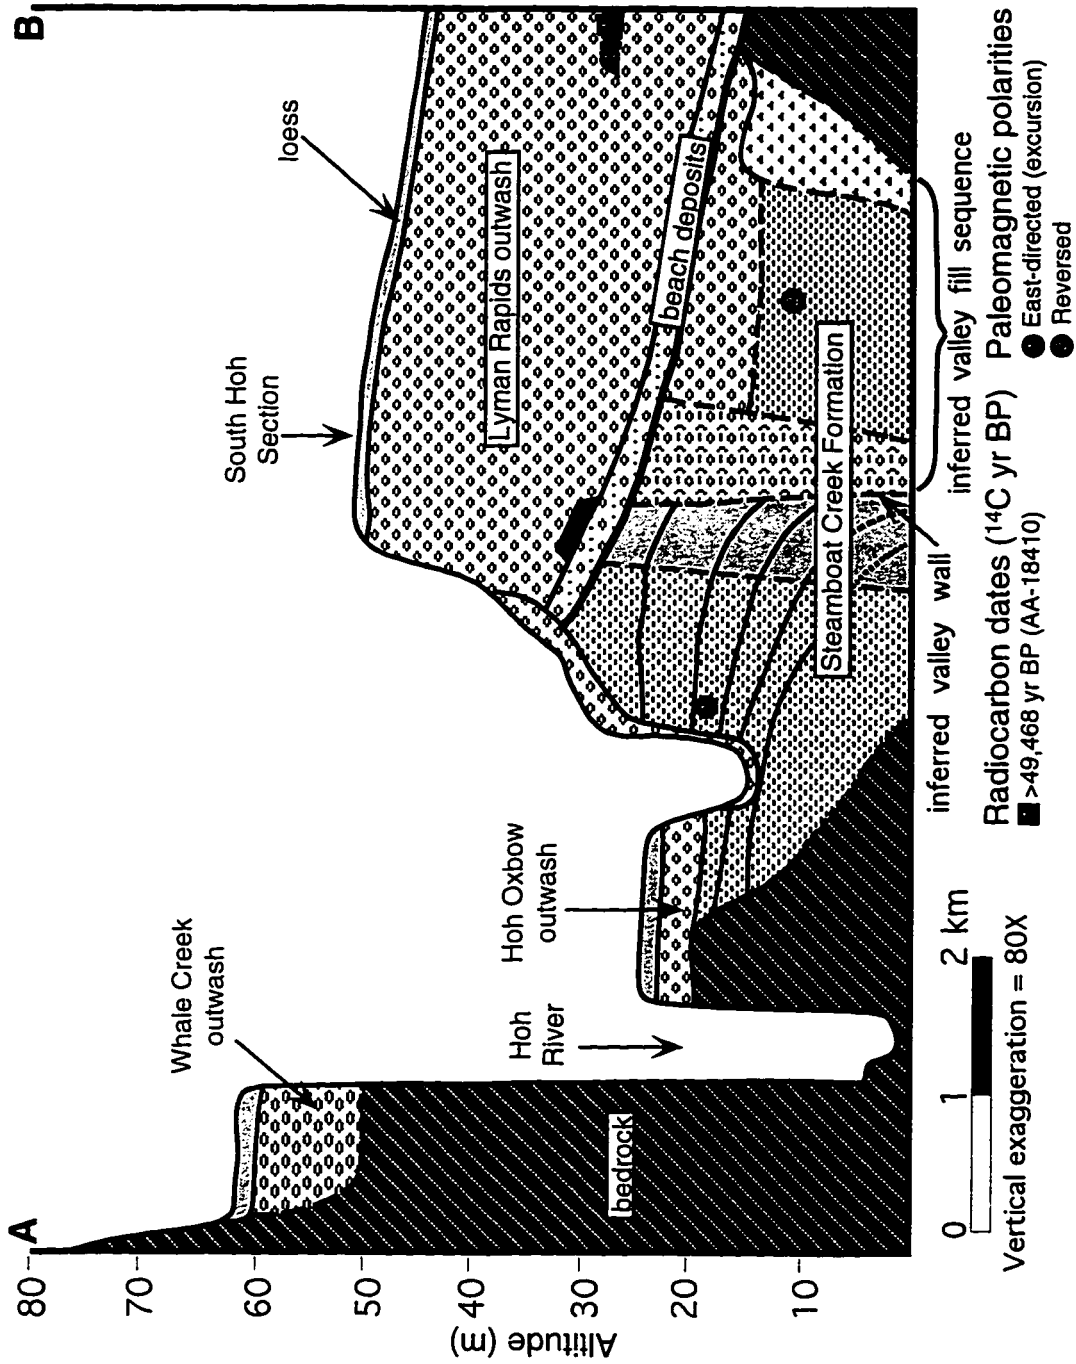 A
B
80
70
60
50
40
30
20
10
Altitude (m)
Whale Creek
outwash
Hoh
River
Hoh Oxbow
outwash
South Hoh
Section
loess
Lyman Rapids outwash
beach deposits
Steamboat Creek Formation
bedrock
inferred valley wall
inferred valley fill sequence
0 1 2 km
Vertical exaggeration = 80X
Radiocarbon dates (¹⁴C yr BP)
>49,468 yr BP (AA-18410)
Paleomagnetic polarities
East-directed (excursion)
Reversed